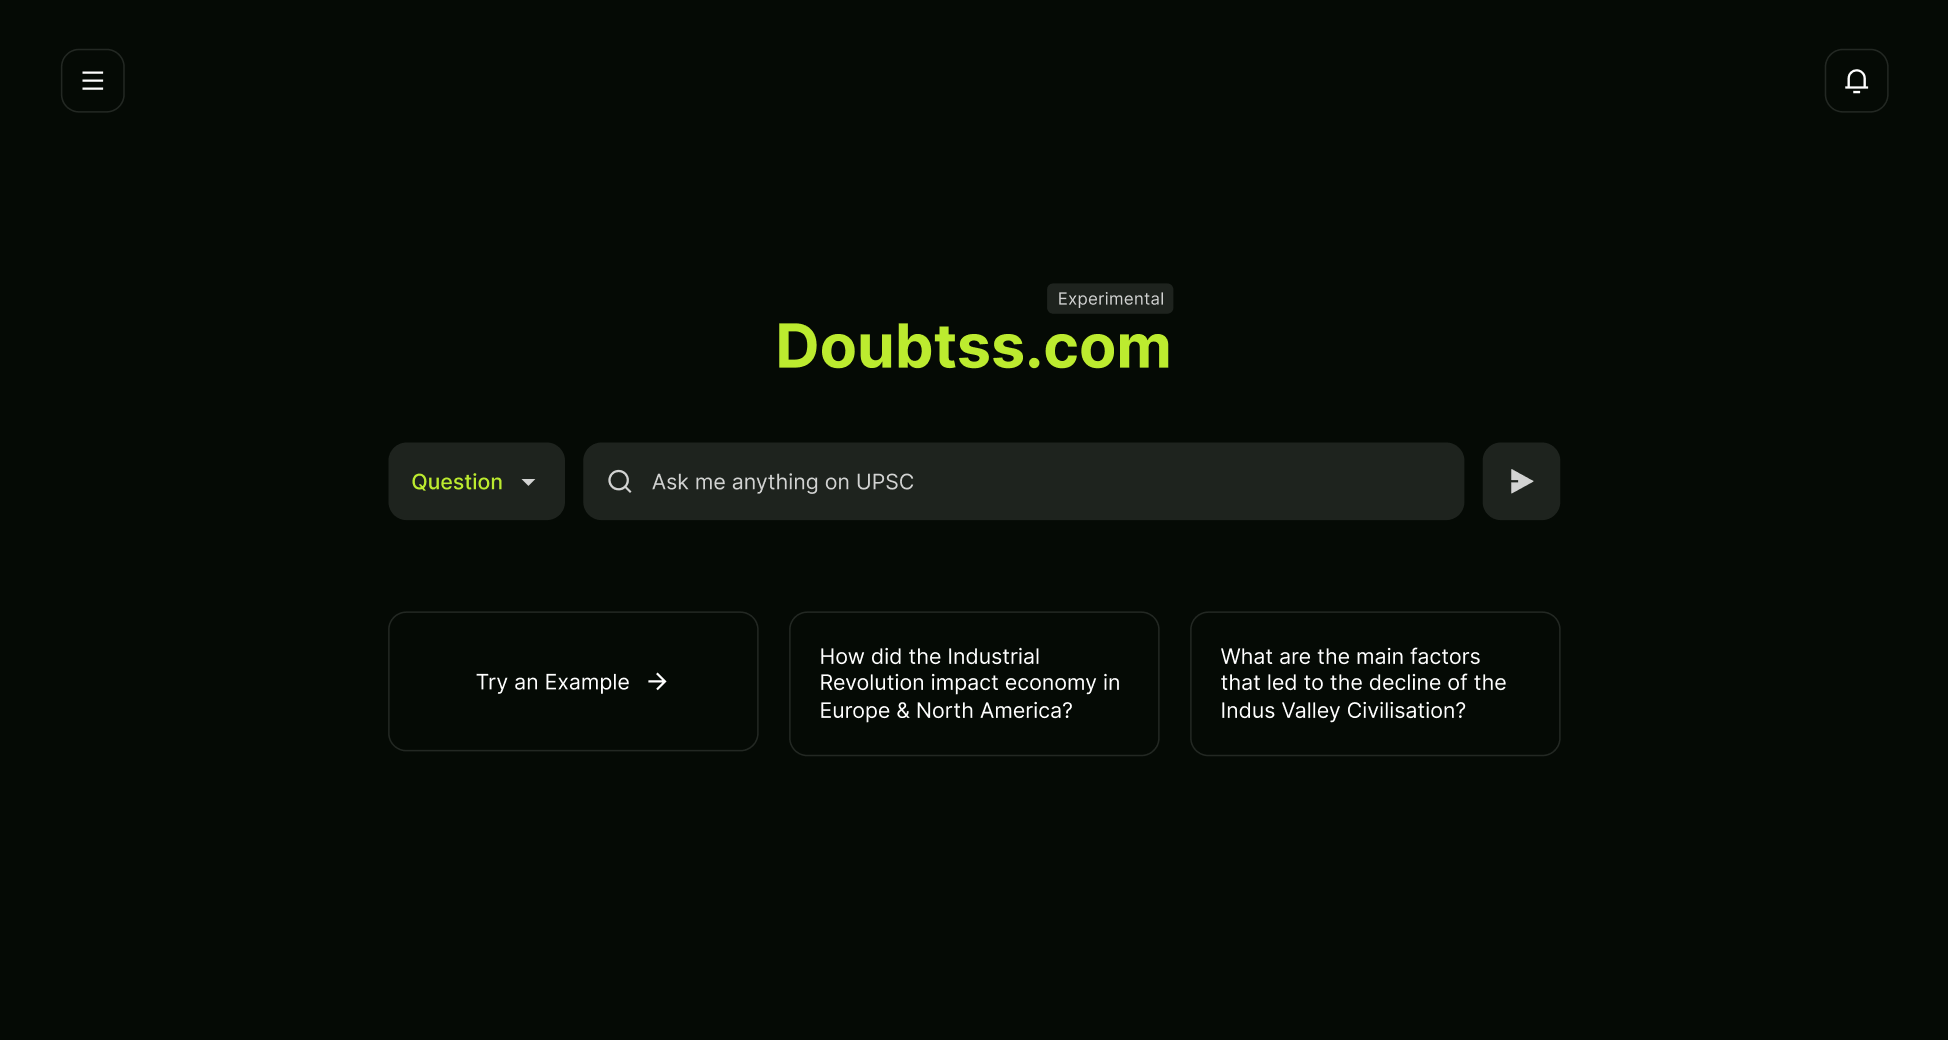 Experimental
Doubtss.com
Question
Ask me anything on UPSC
Try an Example
How did the Industrial
Revolution impact economy in
Europe & North America?
What are the main factors
that led to the decline of the
Indus Valley Civilisation?